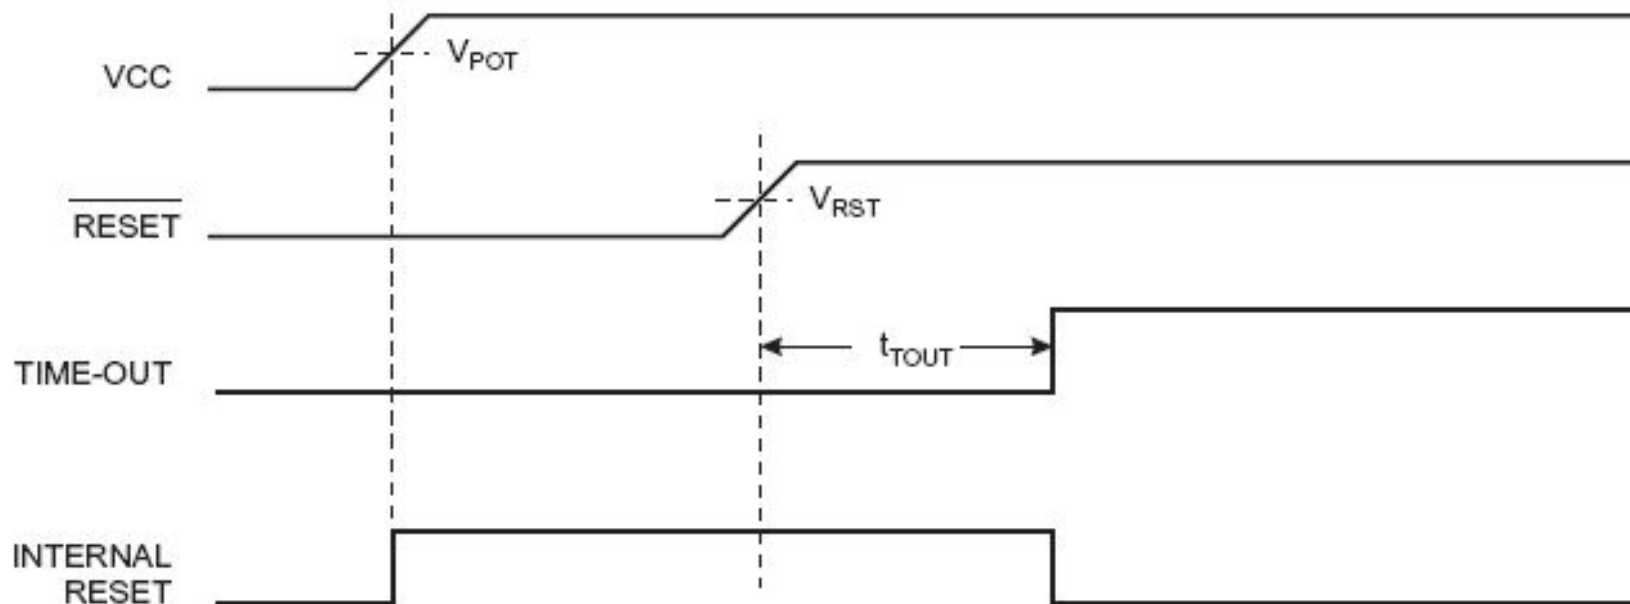 VCC
VPOT
RESET
VRST
TIME-OUT
tTOUT
INTERNAL
RESET